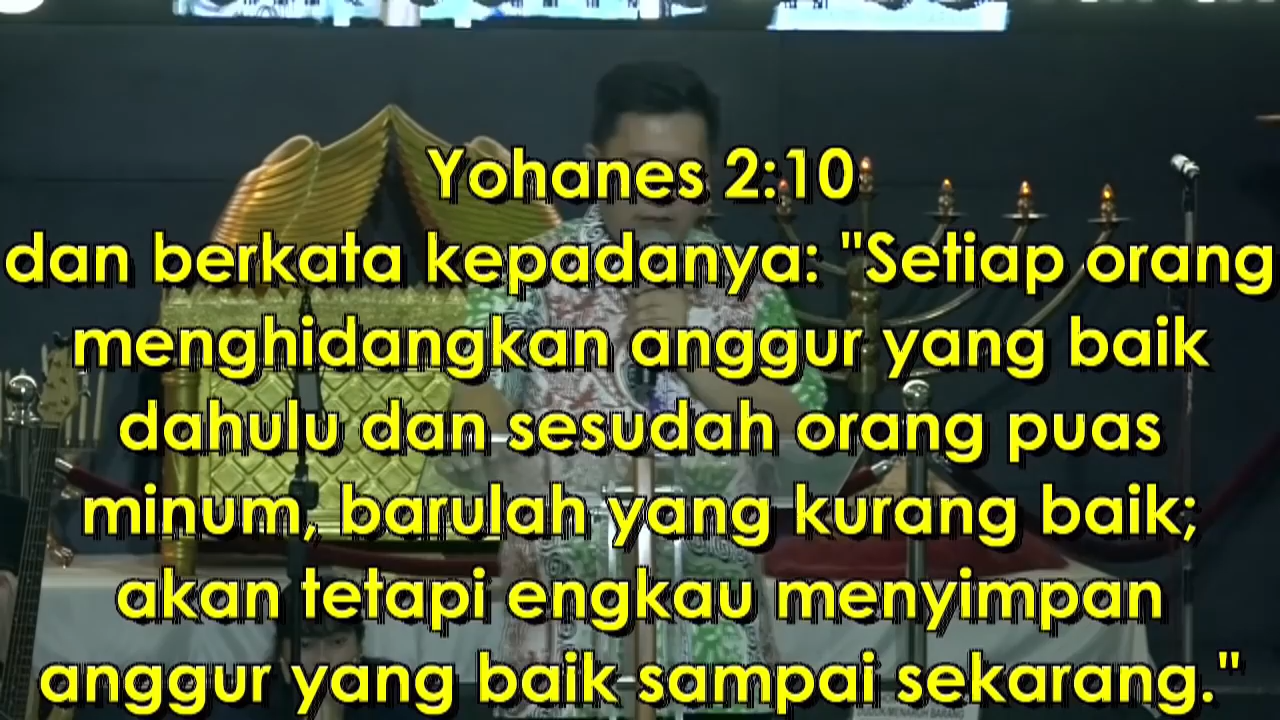 Yohanes 2:10
dan berkata kepadanya: "Setiap orang
menghidangkan anggur yang baik
dahulu dan sesudah orang puas
minum, barulah yang kurang baik;
akan tetapi engkau menyimpan
anggur yang baik sampai sekarang."